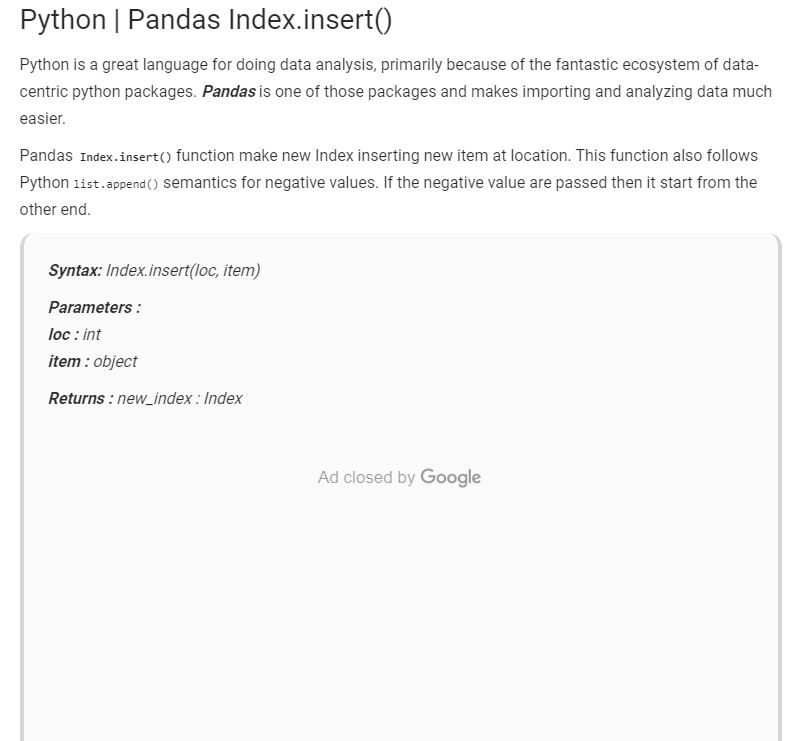 Python | Pandas Index.insert()
Python is a great language for doing data analysis, primarily because of the fantastic ecosystem of data-
centric python packages. Pandas is one of those packages and makes importing and analyzing data much
easier.
Pandas Index.insert() function make new Index inserting new item at location. This function also follows
Python list.append() semantics for negative values. If the negative value are passed then it start from the
other end.
Syntax: Index.insert(loc, item)
Parameters :
loc : int
item : object
Returns : new_index : Index
Ad closed by Google